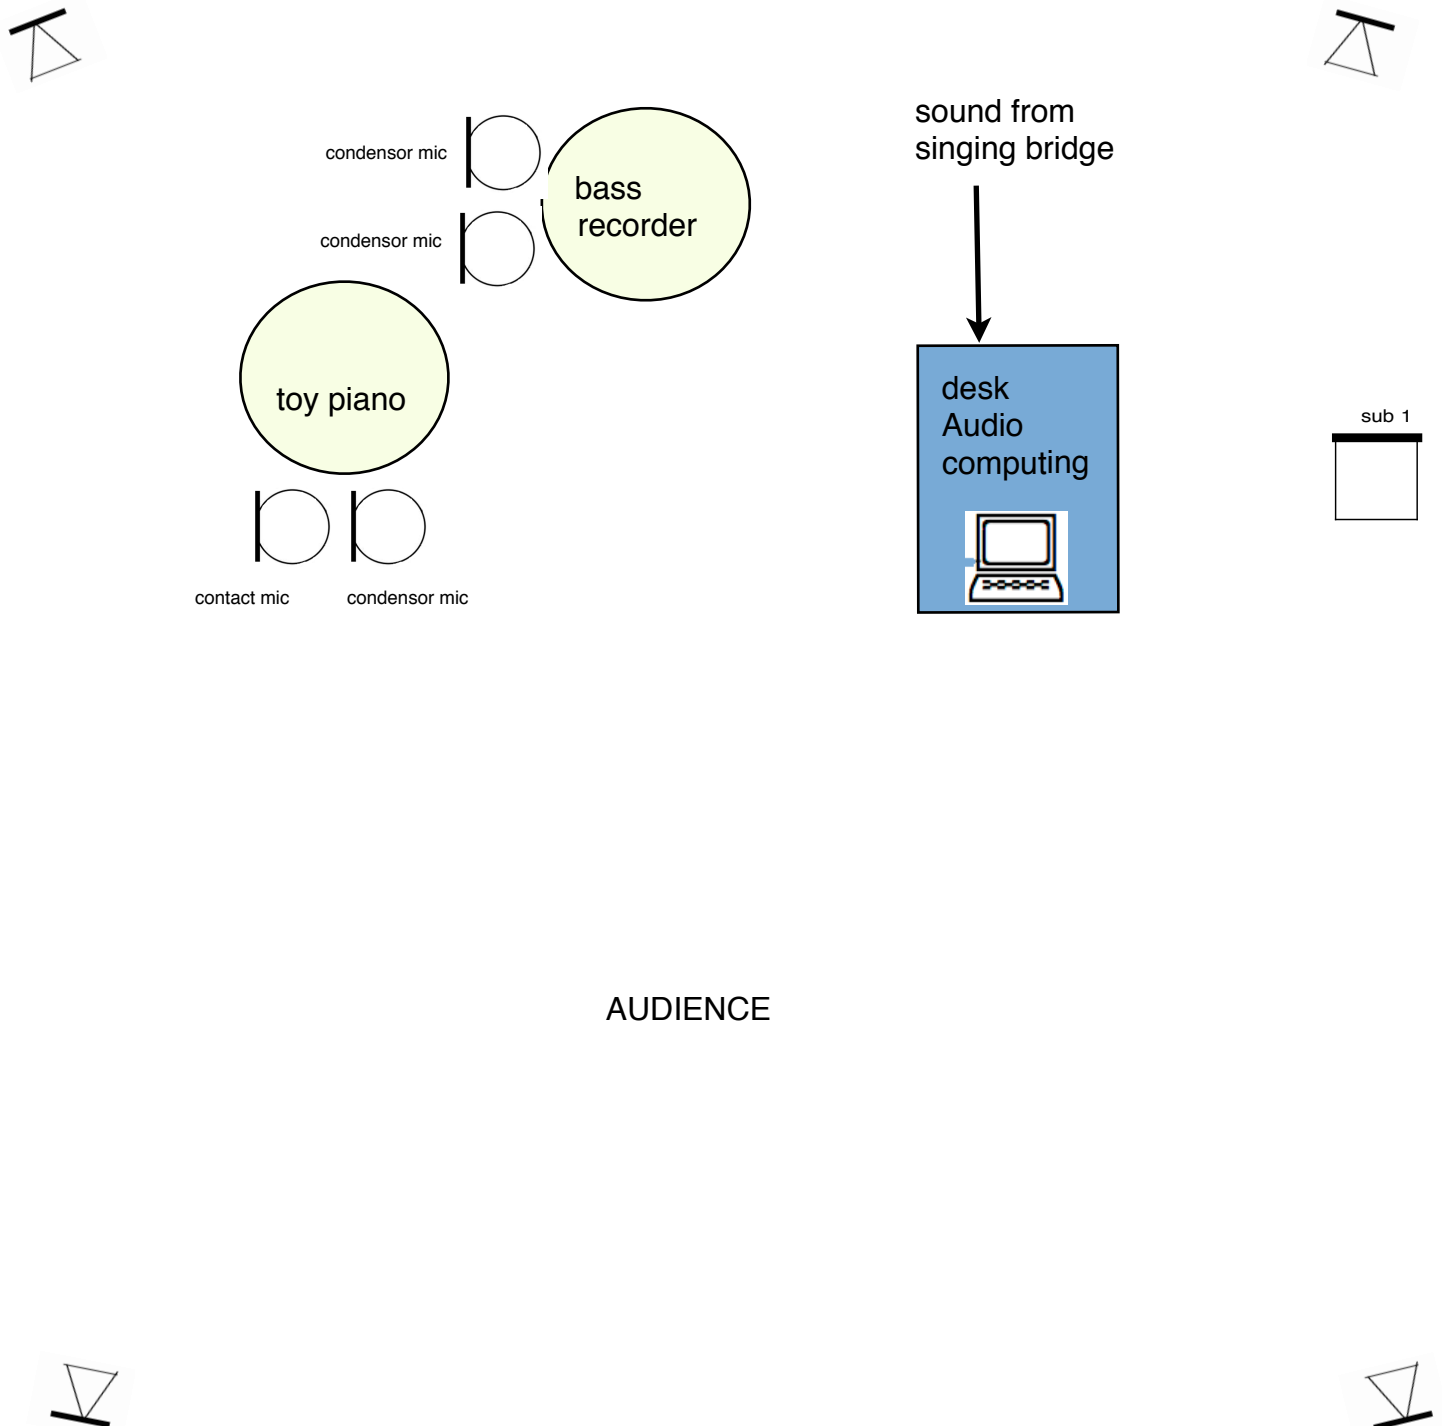 sound from
singing bridge
condensor mic
bass
recorder
condensor mic
toy piano
desk
Audio
computing
sub 1
contact mic
condensor mic
AUDIENCE